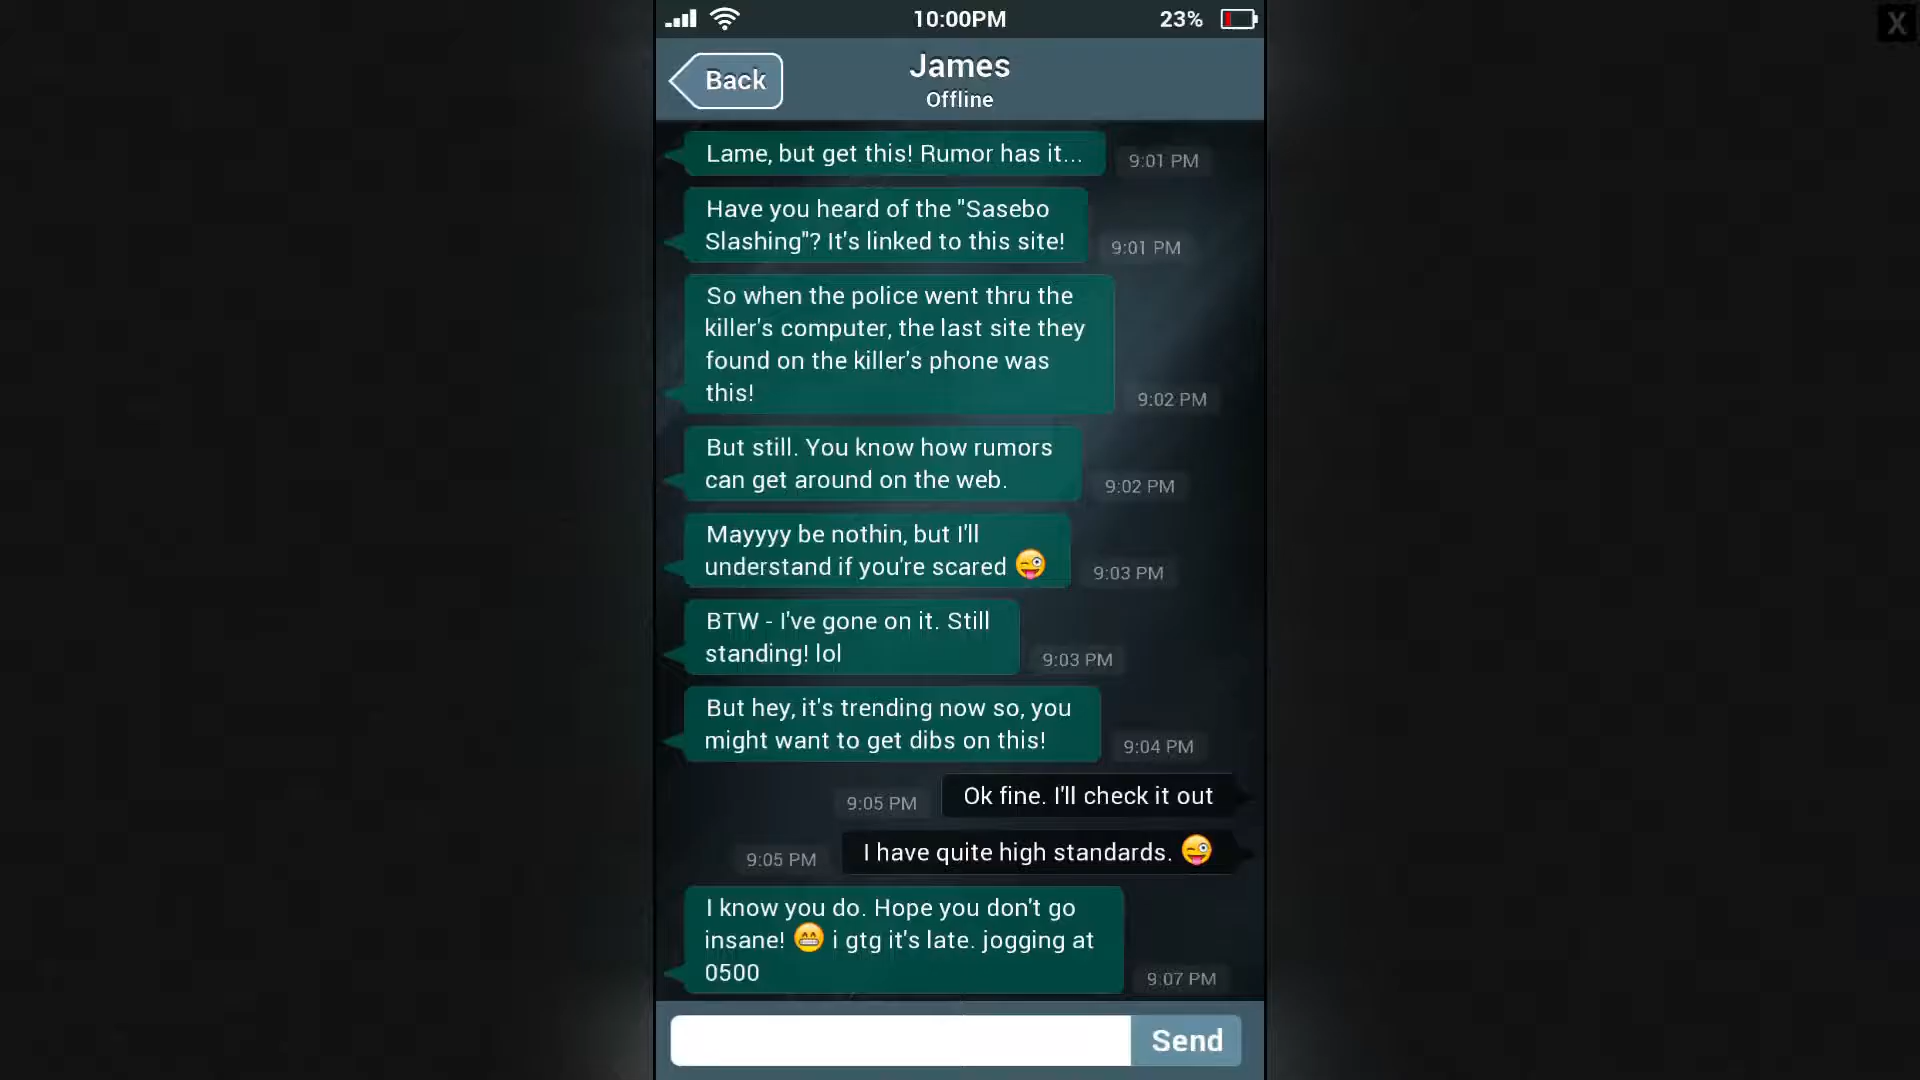 10:00PM 23%
X
Back
James
Offline
Lame, but get this! Rumor has it...
9:01 PM
Have you heard of the "Sasebo
Slashing"? It's linked to this site!
9:01 PM
So when the police went thru the
killer's computer, the last site they
found on the killer's phone was
this!
9:02 PM
But still. You know how rumors
can get around on the web.
9:02 PM
Mayyyy be nothin, but I'll
understand if you're scared 😜
9:03 PM
BTW - I've gone on it. Still
standing! lol
9:03 PM
But hey, it's trending now so, you
might want to get dibs on this!
9:04 PM
9:05 PM
Ok fine. I'll check it out
9:05 PM
I have quite high standards. 😜
I know you do. Hope you don't go
insane! 😁 i gtg it's late. jogging at
0500
9:07 PM
Send